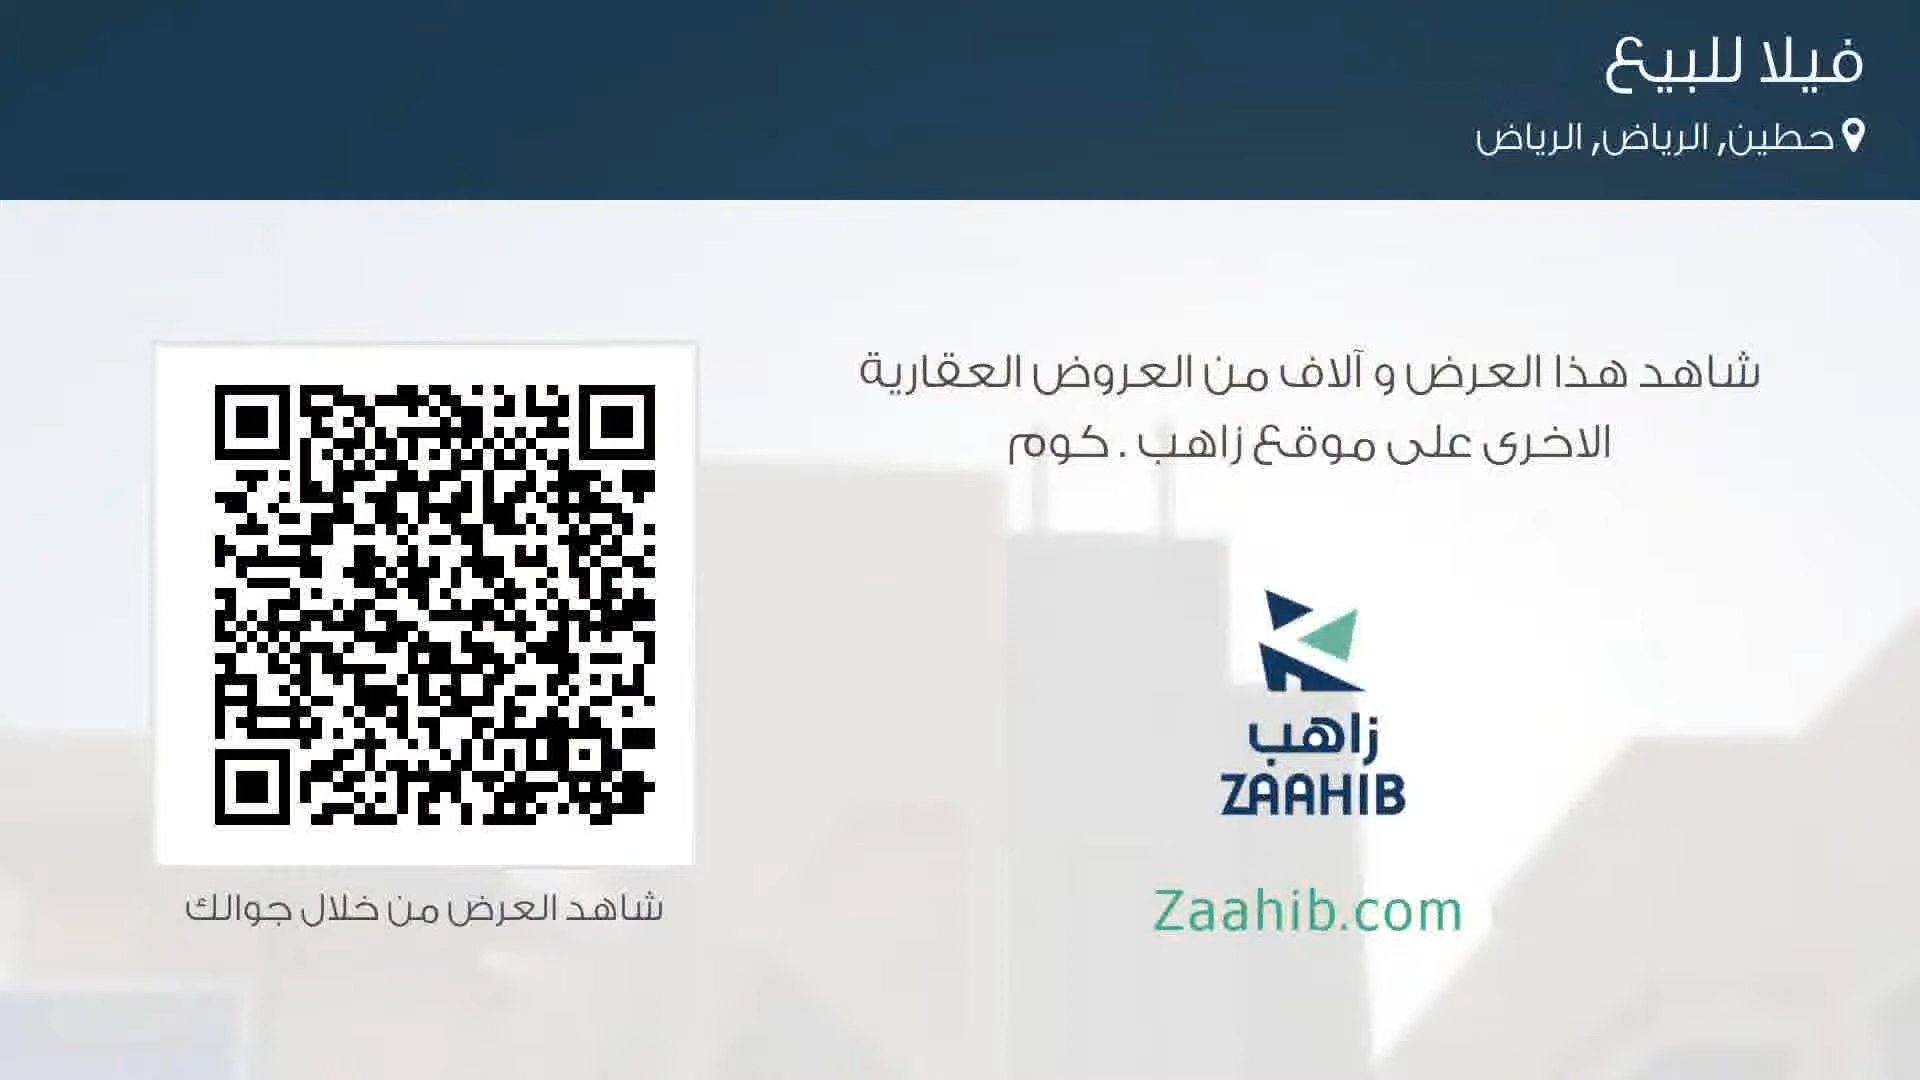 فيلا للبيع
حطين, الرياض, الرياض
شاهد هذا العرض و آلاف من العروض العقارية
الاخرى على موقع زاهب . كوم
زاهب
ZAAHIB
Zaahib.com
شاهد العرض من خلال جوالك